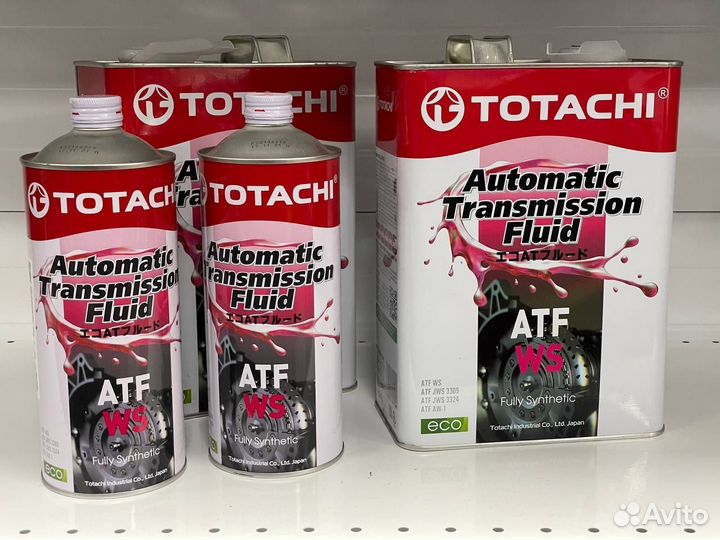 TOTACHI®
TOTACHI®
Automatic
Transmission
Fluid
エコATフルード
ATF
WS
ATF WS
ATF JWS 3309
ATF JWS 3324
ATF AW-1
Fully Synthetic
eco
TOTACHI
Automatic
Transmission
Fluid
エコATフルード
ATF
WS
Fully Synthetic
eco
Totachi Industrial Co., Ltd. Japan
TOTACHI
Automatic
Transmission
Fluid
エコATフルード
ATF
WS
Fully Synthetic
eco
Totachi Industrial Co., Ltd. Japan
Avito